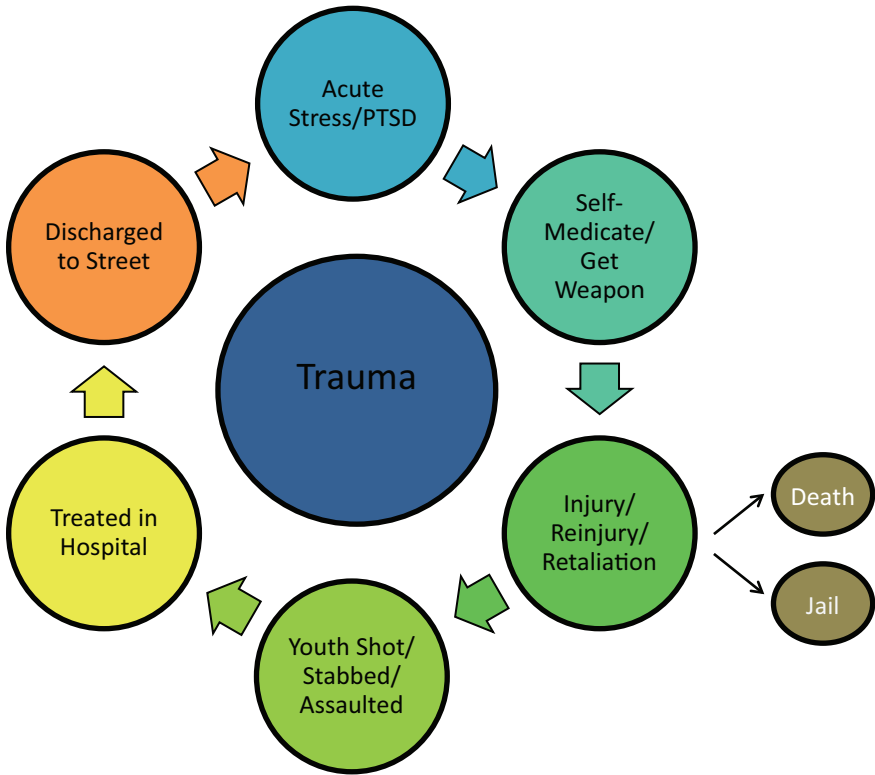 Acute
Stress/PTSD
Self-
Medicate/
Get
Weapon
Discharged
to Street
Trauma
Injury/
Reinjury/
Retaliation
Death
Jail
Treated in
Hospital
Youth Shot/
Stabbed/
Assaulted